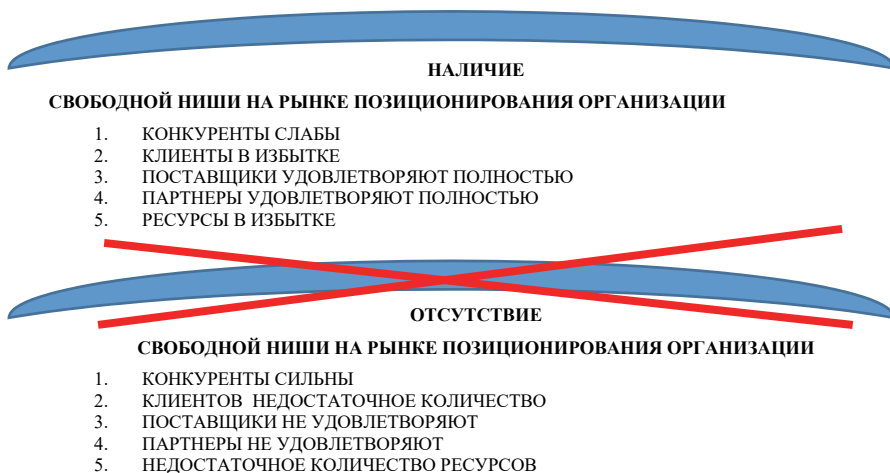 НАЛИЧИЕ
СВОБОДНОЙ НИШИ НА РЫНКЕ ПОЗИЦИОНИРОВАНИЯ ОРГАНИЗАЦИИ
1. КОНКУРЕНТЫ СЛАБЫ
2. КЛИЕНТЫ В ИЗБЫТКЕ
3. ПОСТАВЩИКИ УДОВЛЕТВОРЯЮТ ПОЛНОСТЬЮ
4. ПАРТНЕРЫ УДОВЛЕТВОРЯЮТ ПОЛНОСТЬЮ
5. РЕСУРСЫ В ИЗБЫТКЕ
ОТСУТСТВИЕ
СВОБОДНОЙ НИШИ НА РЫНКЕ ПОЗИЦИОНИРОВАНИЯ ОРГАНИЗАЦИИ
1. КОНКУРЕНТЫ СИЛЬНЫ
2. КЛИЕНТОВ НЕДОСТАТОЧНОЕ КОЛИЧЕСТВО
3. ПОСТАВЩИКИ НЕ УДОВЛЕТВОРЯЮТ
4. ПАРТНЕРЫ НЕ УДОВЛЕТВОРЯЮТ
5. НЕДОСТАТОЧНОЕ КОЛИЧЕСТВО РЕСУРСОВ